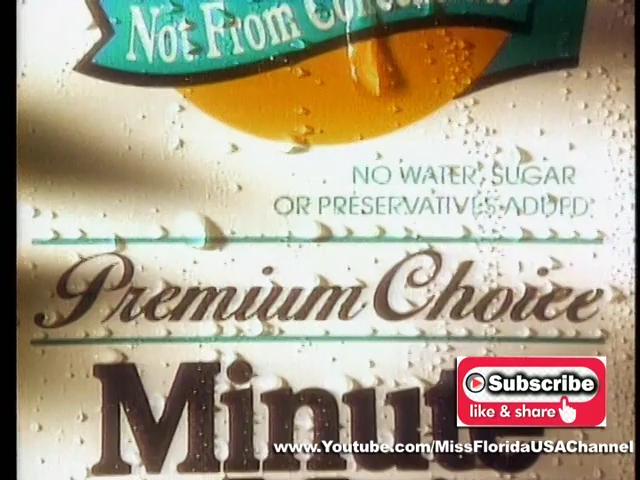 Not From Concentrate
NO WATER, SUGAR
OR PRESERVATIVES ADDED
Premium Choice
Minute
Subscribe
like & share
www.Youtube.com/MissFloridaUSAChannel